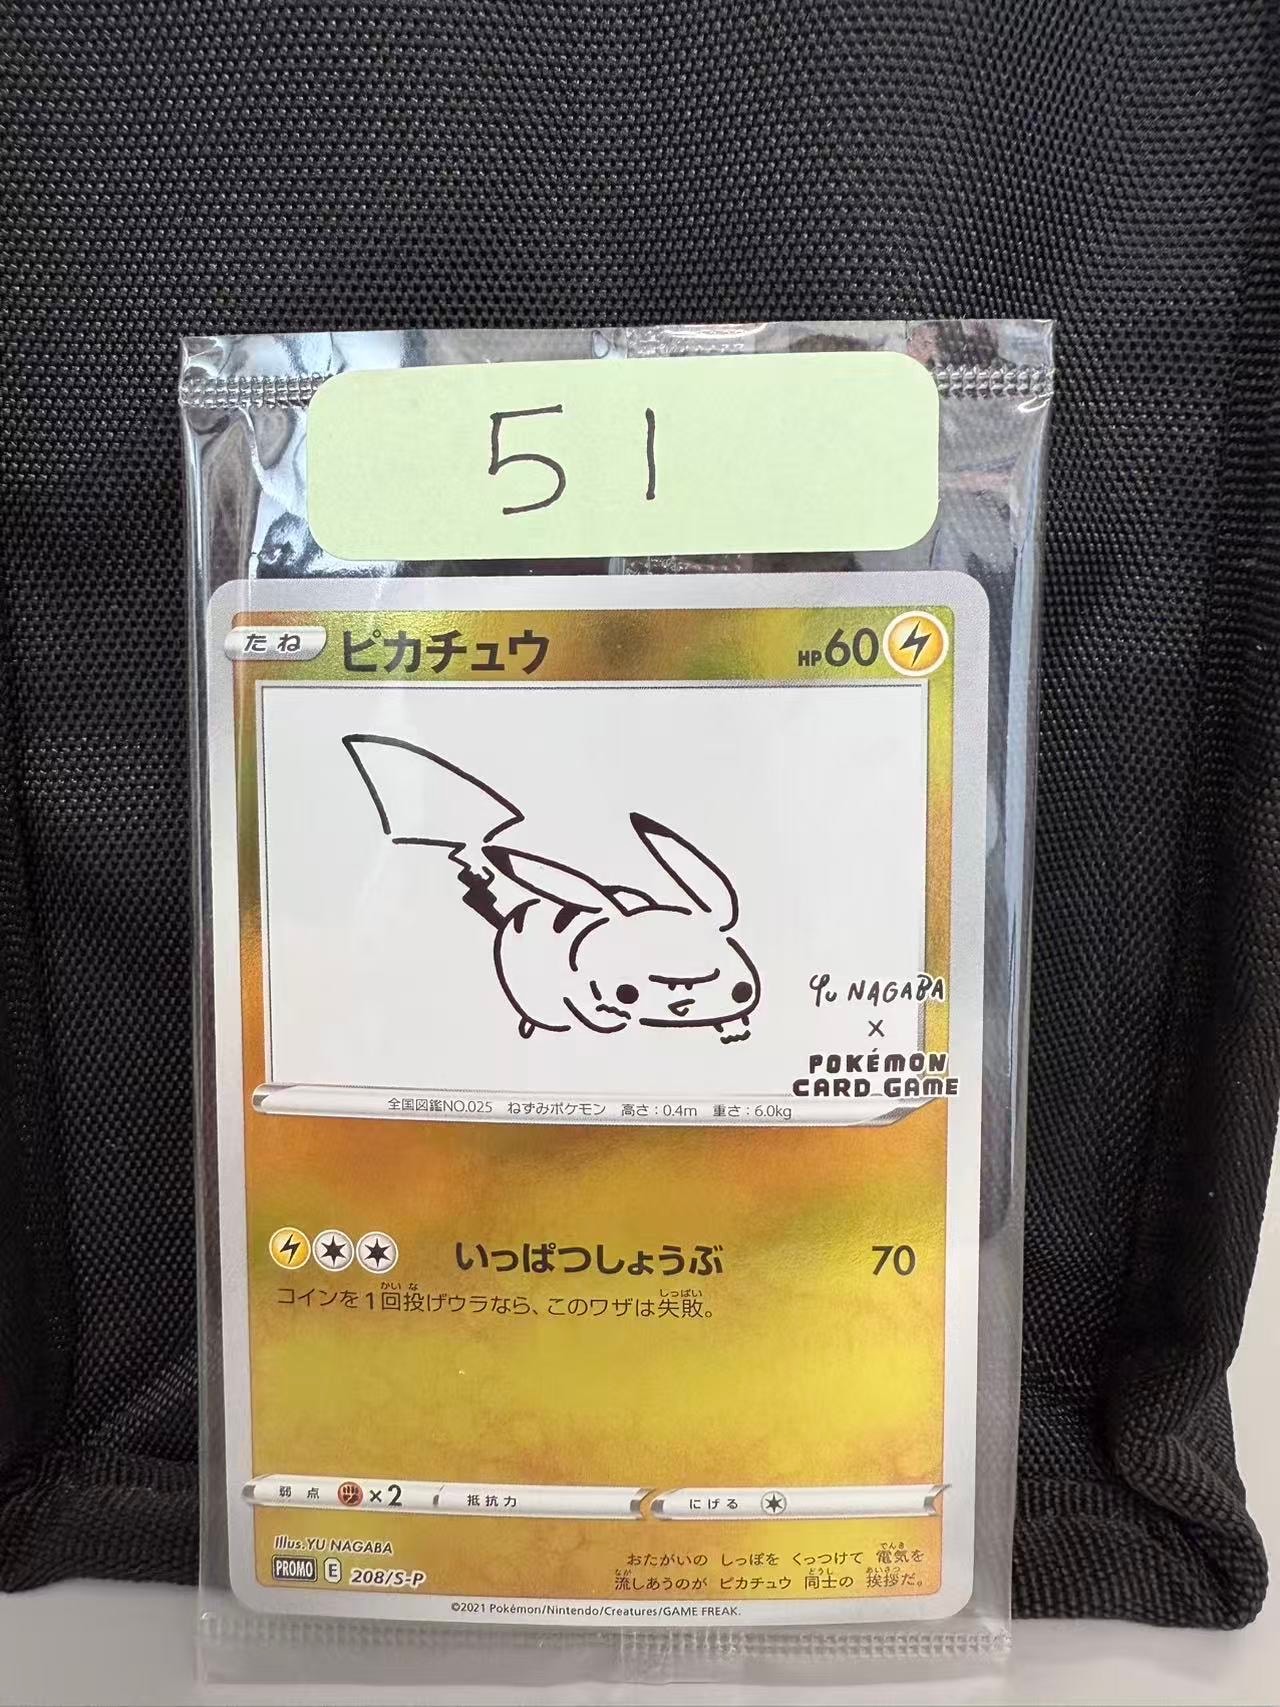 51
たね ピカチュウ HP60
YU NAGABA
×
POKÉMON
CARD GAME
全国図鑑NO.025 ねずみポケモン 高さ:0.4m 重さ:6.0kg
いっぱつしょうぶ 70
コインを1回投げウラなら、このワザは失敗。
弱点 ×2 抵抗力 にげる
Illus.YU NAGABA
PROMO E 208/S-P
おたがいの しっぽを くっつけて 電気を
流しあうのが ピカチュウ 同士の 挨拶だ。
©2021 Pokémon/Nintendo/Creatures/GAME FREAK.